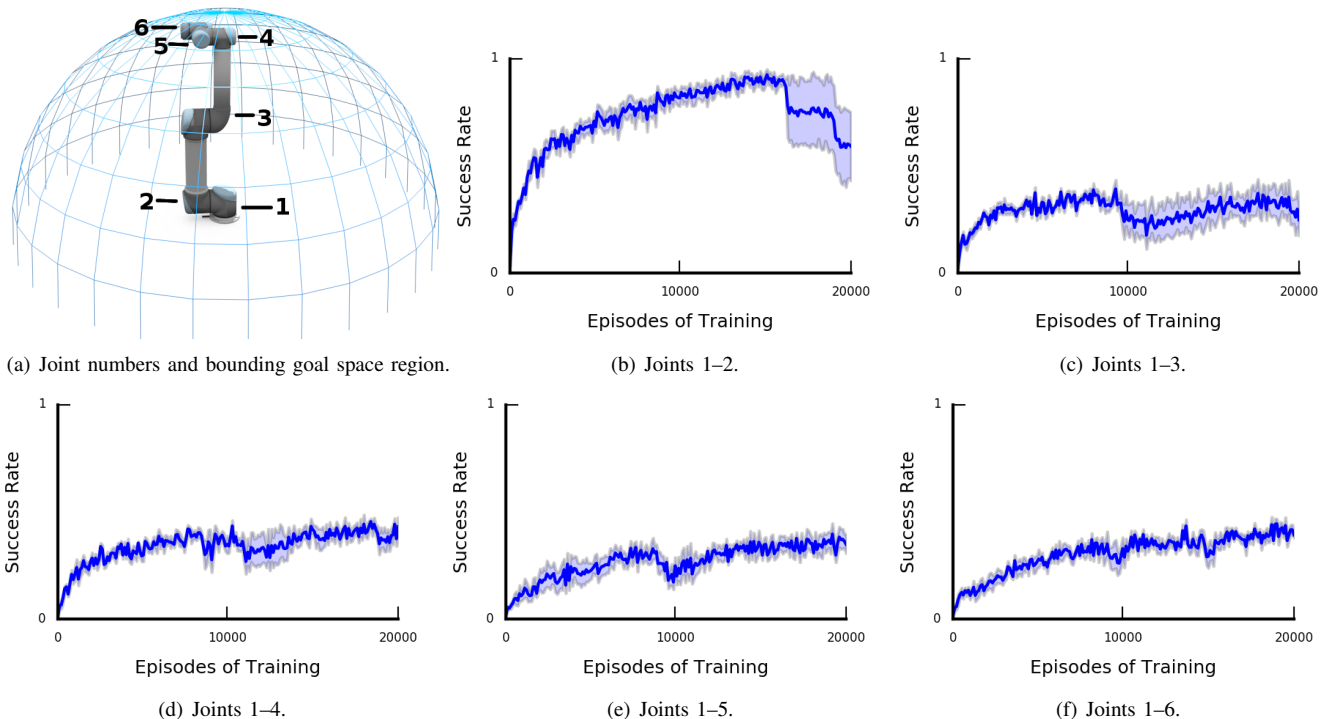 6
5
4
3
2
1
(a) Joint numbers and bounding goal space region.
1
Success Rate
0
0
10000
20000
Episodes of Training
(b) Joints 1–2.
1
Success Rate
0
0
10000
20000
Episodes of Training
(c) Joints 1–3.
1
Success Rate
0
0
10000
20000
Episodes of Training
(d) Joints 1–4.
1
Success Rate
0
0
10000
20000
Episodes of Training
(e) Joints 1–5.
1
Success Rate
0
0
10000
20000
Episodes of Training
(f) Joints 1–6.